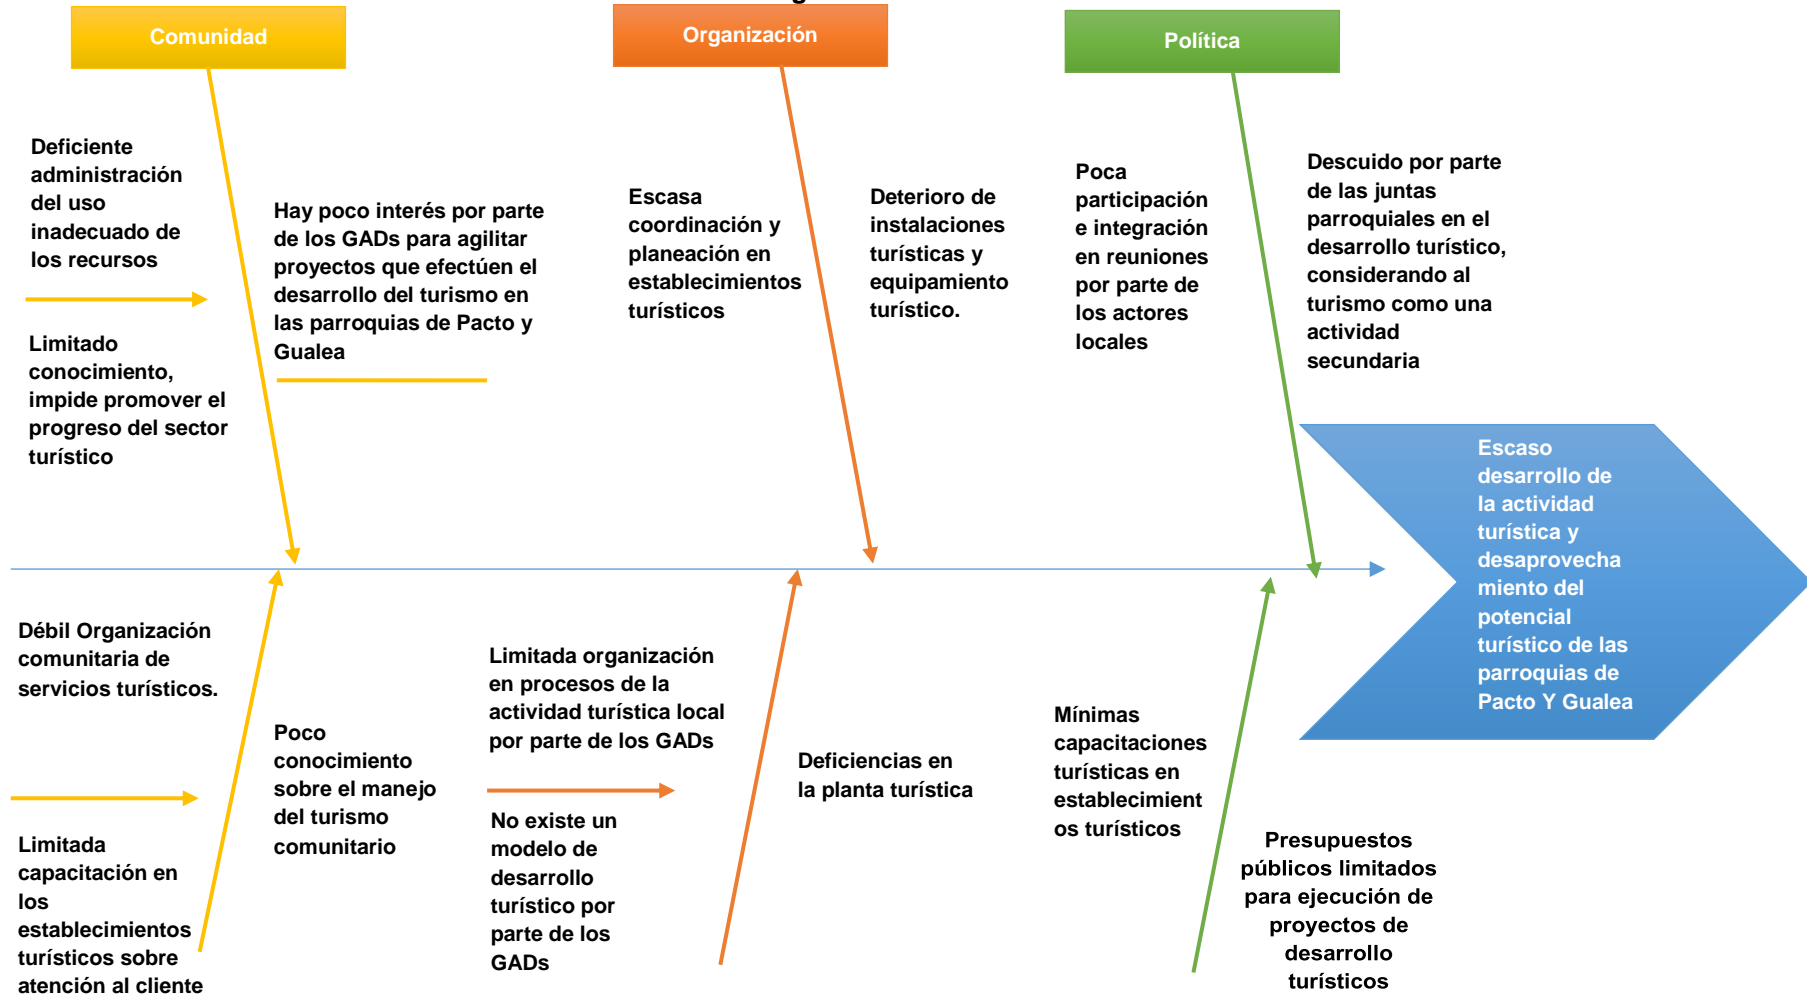 Comunidad
Organización
Política
Deficiente
administración
del uso
inadecuado de
los recursos
Limitado
conocimiento,
impide promover el
progreso del sector
turístico
Hay poco interés por parte
de los GADs para agilitar
proyectos que efectúen el
desarrollo del turismo en
las parroquias de Pacto y
Gualea
Escasa
coordinación y
planeación en
establecimientos
turísticos
Deterioro de
instalaciones
turísticas y
equipamiento
turístico.
Poca
participación
e integración
en reuniones
por parte de
los actores
locales
Descuido por parte
de las juntas
parroquiales en el
desarrollo turístico,
considerando al
turismo como una
actividad
secundaria
Escaso
desarrollo de
la actividad
turística y
desaprovecha
miento del
potencial
turístico de las
parroquias de
Pacto Y Gualea
Débil Organización
comunitaria de
servicios turísticos.
Limitada
capacitación en
los
establecimientos
turísticos sobre
atención al cliente
Poco
conocimiento
sobre el manejo
del turismo
comunitario
Limitada organización
en procesos de la
actividad turística local
por parte de los GADs
No existe un
modelo de
desarrollo
turístico por
parte de los
GADs
Deficiencias en
la planta turística
Mínimas
capacitaciones
turísticas en
establecimient
os turísticos
Presupuestos
públicos limitados
para ejecución de
proyectos de
desarrollo
turísticos